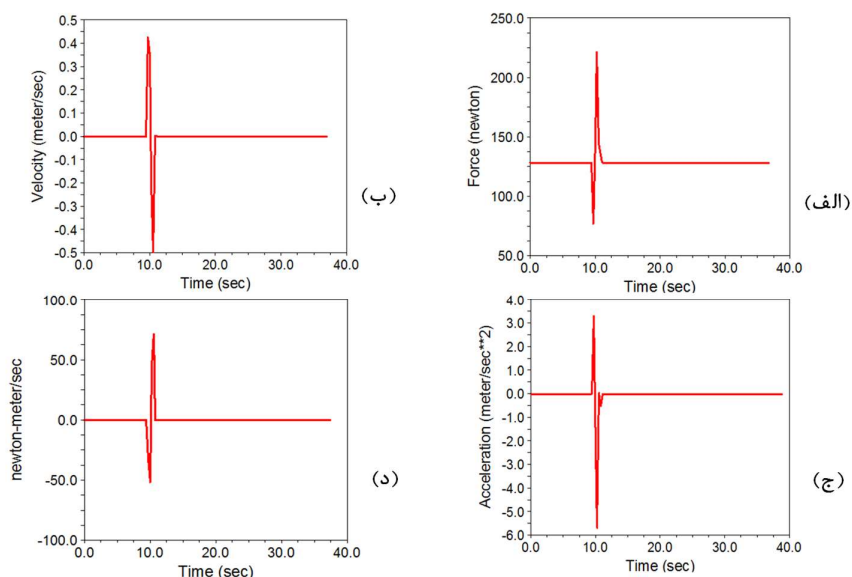 0.5
0.4
0.3
0.2
0.1
0.0
-0.1
-0.2
-0.3
-0.4
-0.5
Velocity (meter/sec)
0.0 10.0 20.0 30.0 40.0
Time (sec)
(ب)
250.0
200.0
150.0
100.0
50.0
Force (newton)
0.0 10.0 20.0 30.0 40.0
Time (sec)
(الف)
100.0
50.0
0.0
-50.0
-100.0
newton-meter/sec
0.0 10.0 20.0 30.0 40.0
Time (sec)
(د)
4.0
3.0
2.0
1.0
0.0
-1.0
-2.0
-3.0
-4.0
-5.0
-6.0
Acceleration (meter/sec**2)
0.0 10.0 20.0 30.0 40.0
Time (sec)
(ج)